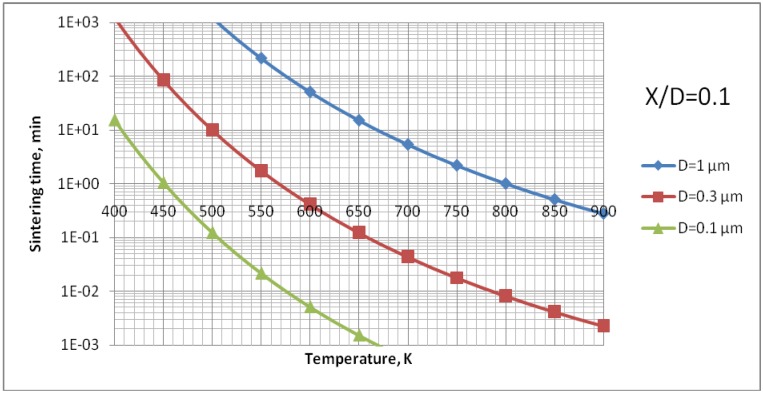 1E+03
1E+02
1E+01
1E+00
1E-01
1E-02
1E-03
400 450 500 550 600 650 700 750 800 850 900
Sintering time, min
Temperature, K
X/D=0.1
D=1 μm
D=0.3 μm
D=0.1 μm